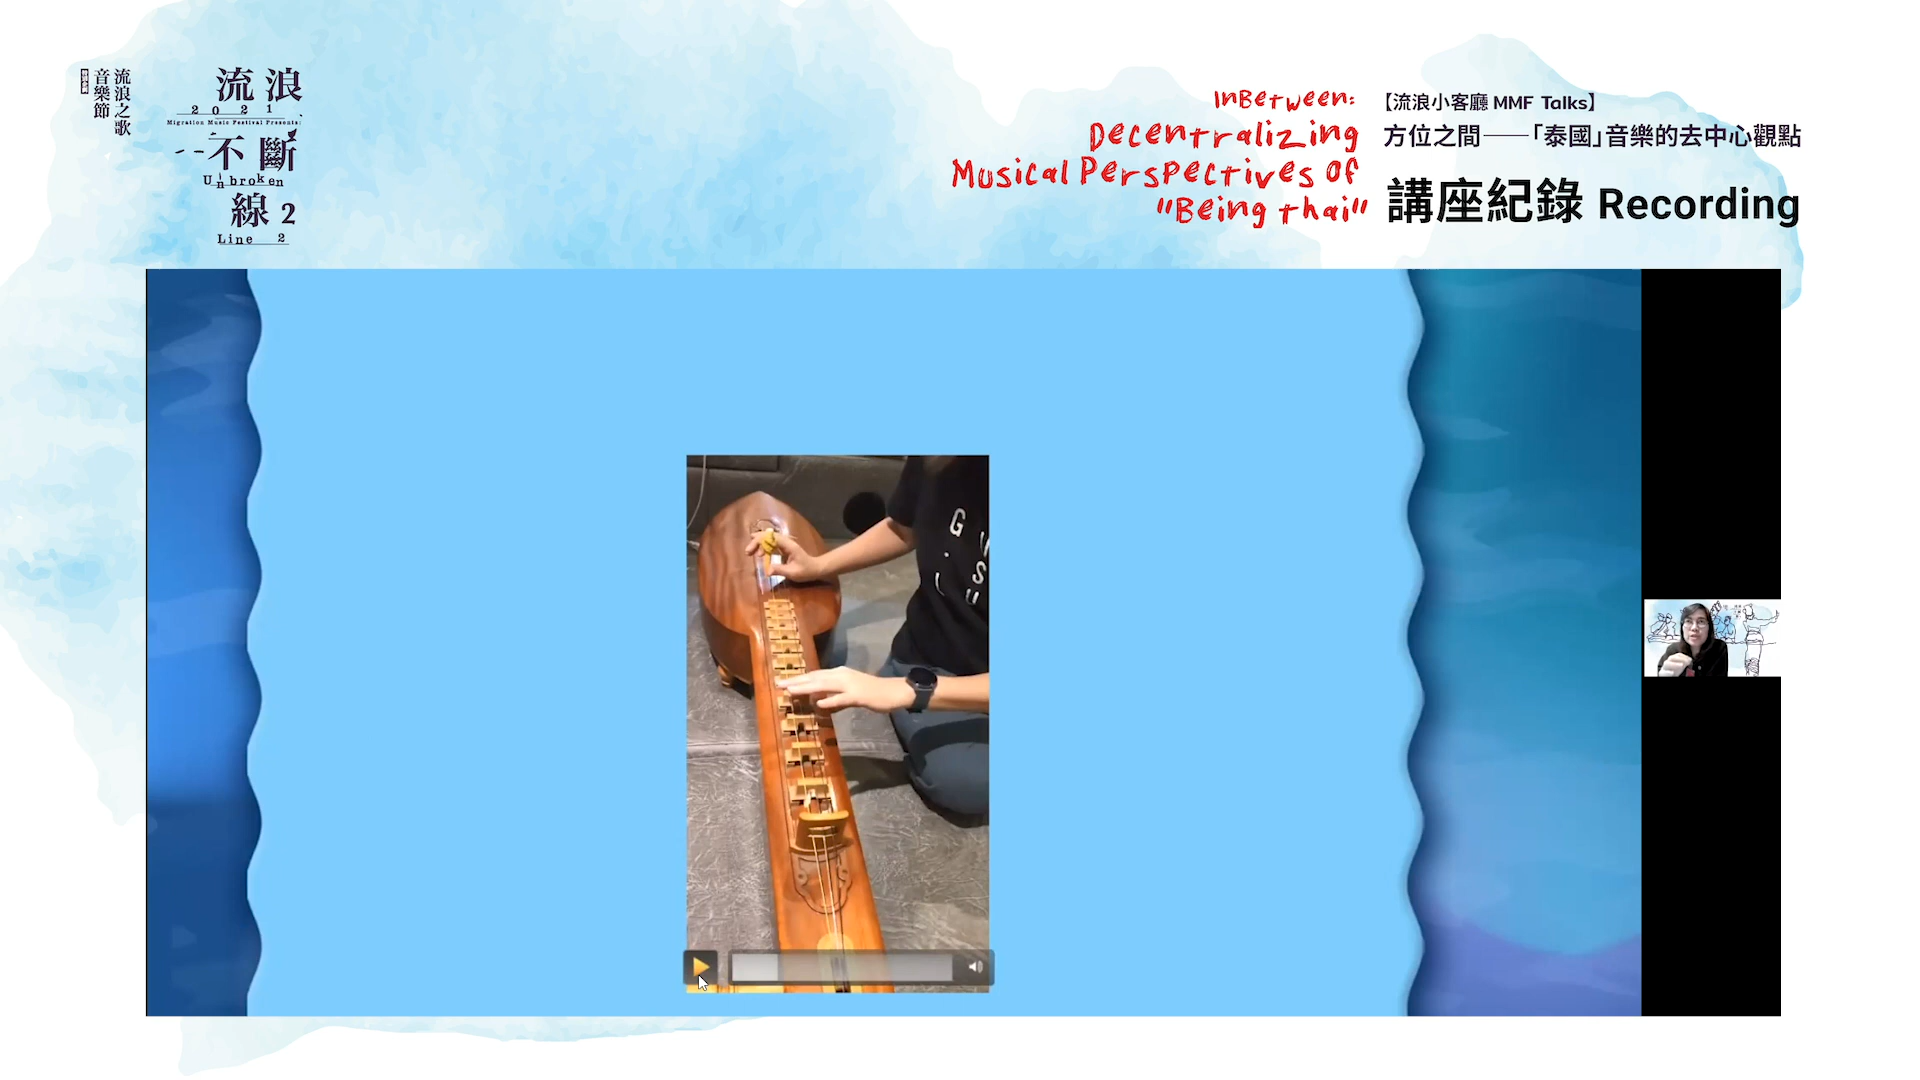 流浪之歌
音樂節
流浪
2021
Migration Music Festival Presents:
不斷
Unbroken
線2
Line 2
InBetween:
Decentralizing
Musical Perspectives of
"Being thai"
【流浪小客廳 MMF Talks】
方位之間——「泰國」音樂的去中心觀點
講座紀錄 Recording